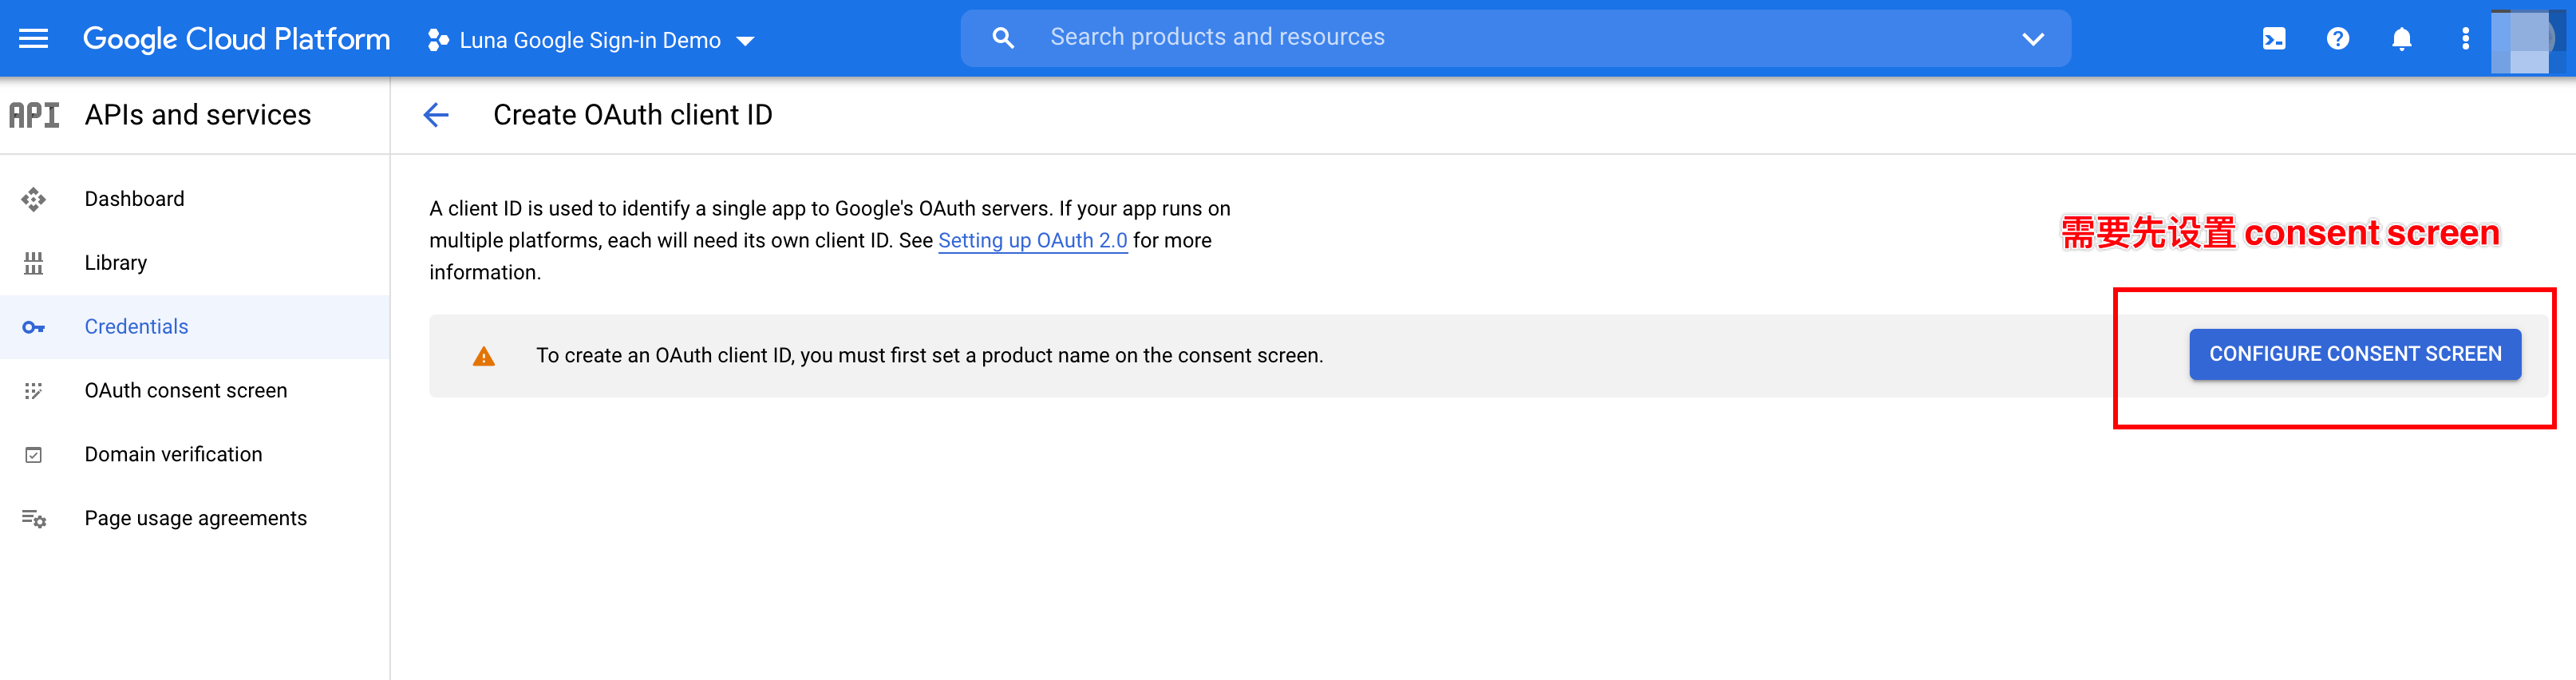 Google Cloud Platform
Luna Google Sign-in Demo
Search products and resources
API
APIs and services
Create OAuth client ID
Dashboard
Library
Credentials
OAuth consent screen
Domain verification
Page usage agreements
A client ID is used to identify a single app to Google's OAuth servers. If your app runs on
multiple platforms, each will need its own client ID. See Setting up OAuth 2.0 for more
information.
需要先设置 consent screen
To create an OAuth client ID, you must first set a product name on the consent screen.
CONFIGURE CONSENT SCREEN